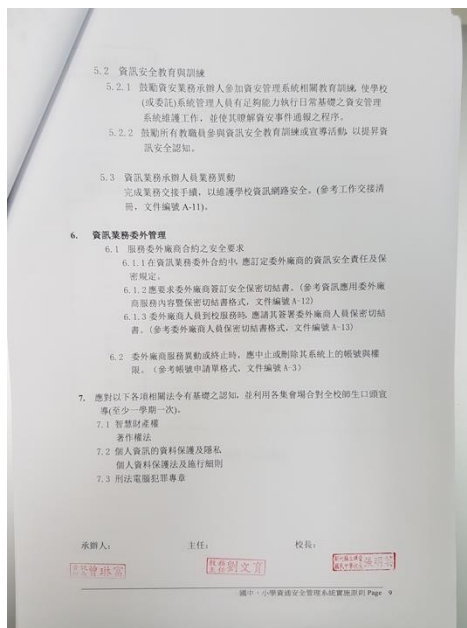 5.2 資訊安全教育與訓練
5.2.1 鼓勵資安業務承辦人參加資安管理系統相關教育訓練, 使學校
(或委託)系統管理人員有足夠能力執行日常基礎之資安管理
系統維護工作, 並使其瞭解資安事件通報之程序。
5.2.2 鼓勵所有教職員參與資訊安全教育訓練或宣導活動, 以提昇資
訊安全認知。
5.3 資訊業務承辦人員業務異動
完成業務交接手續, 以維護學校資訊網路安全。(參考工作交接清
冊, 文件編號 A-11)。
6. 資訊業務委外管理
6.1 服務委外廠商合約之安全要求
6.1.1在資訊業務委外合約中, 應訂定委外廠商的資訊安全責任及保
密規定。
6.1.2應要求委外廠商簽訂安全保密切結書。(參考資訊應用委外廠
商服務內容暨保密切結書格式, 文件編號 A-12)
6.1.3委外廠商人員到校服務時, 應請其簽署委外廠商人員保密切結
書。(參考委外廠商人員保密切結書格式, 文件編號 A-13)
6.2 委外廠商服務異動或終止時, 應中止或刪除其系統上的帳號與權
限。 (參考帳號申請單格式, 文件編號 A-3)
7. 應對以下各項相關法令有基礎之認知, 並利用各集會場合對全校師生口頭宣
導(至少一學期一次)。
7.1 智慧財產權
著作權法
7.2 個人資訊的資料保護及隱私
個人資料保護法及施行細則
7.3 刑法電腦犯罪專章
承辦人: 主任: 校長:
教務主任 劉文育
國中、小學資通安全管理系統實施原則 Page 9